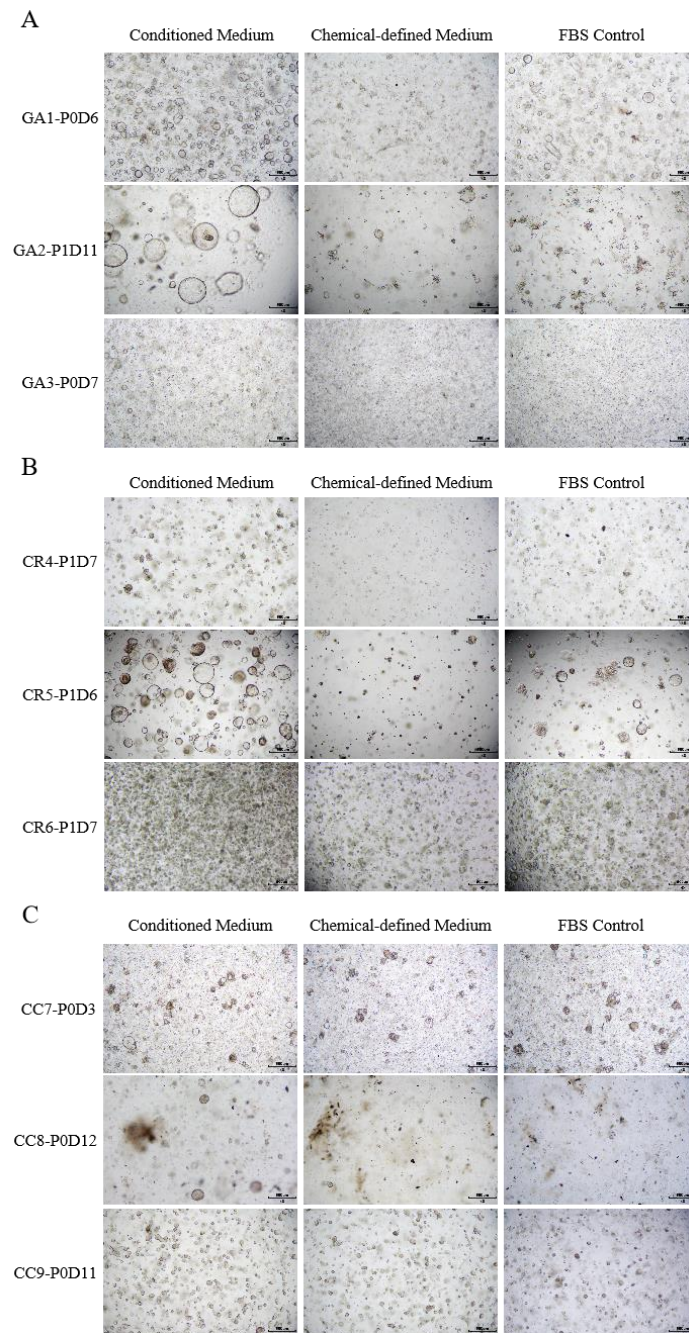 A
Conditioned Medium Chemical-defined Medium FBS Control
GA1-P0D6
GA2-P1D11
GA3-P0D7
B
Conditioned Medium Chemical-defined Medium FBS Control
CR4-P1D7
CR5-P1D6
CR6-P1D7
C
Conditioned Medium Chemical-defined Medium FBS Control
CC7-P0D3
CC8-P0D12
CC9-P0D11